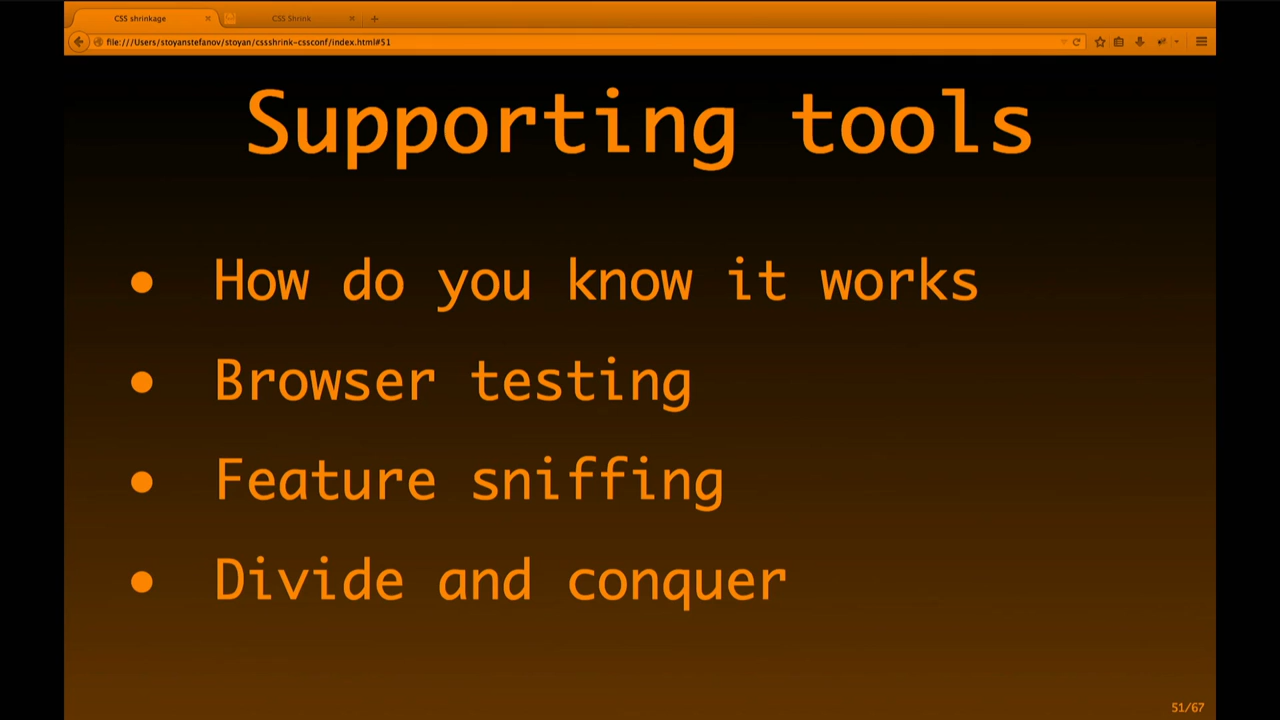 CSS shrinkage
CSS Shrink
file:///Users/stoyanstefanov/stoyan/cssshrink-cssconf/index.html#51
Supporting tools
• How do you know it works
• Browser testing
• Feature sniffing
• Divide and conquer
51/67